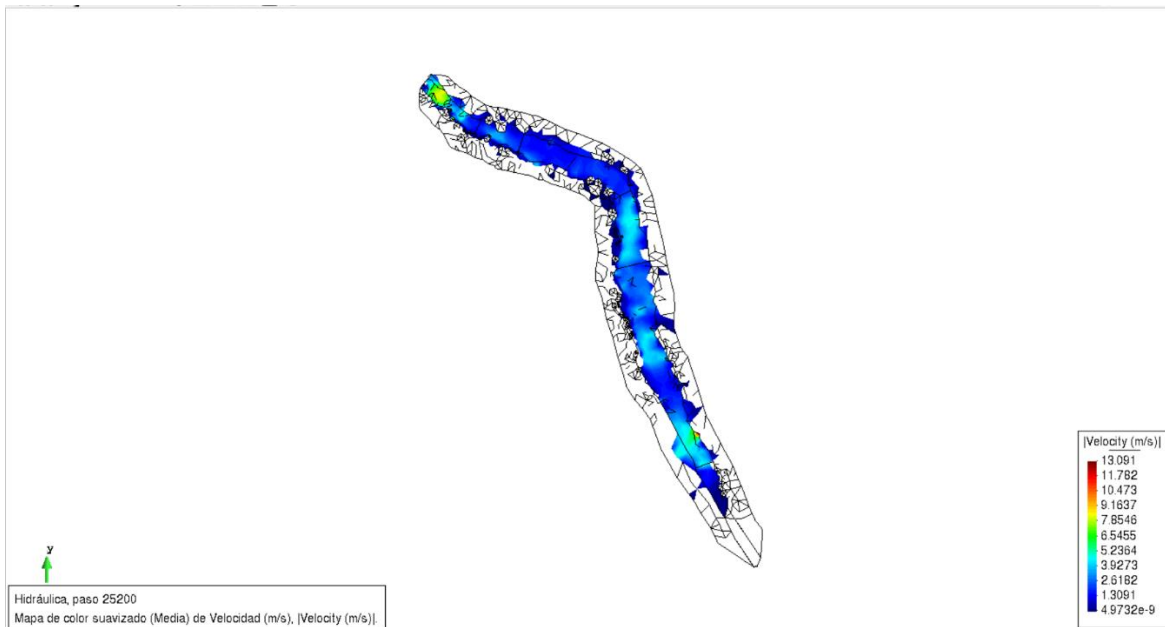 |Velocity (m/s)|
13.091
11.782
10.473
9.1637
7.8546
6.5455
5.2364
3.9273
2.6182
1.3091
4.9732e-9
y
Hidráulica, paso 25200
Mapa de color suavizado (Media) de Velocidad (m/s), |Velocity (m/s)|.